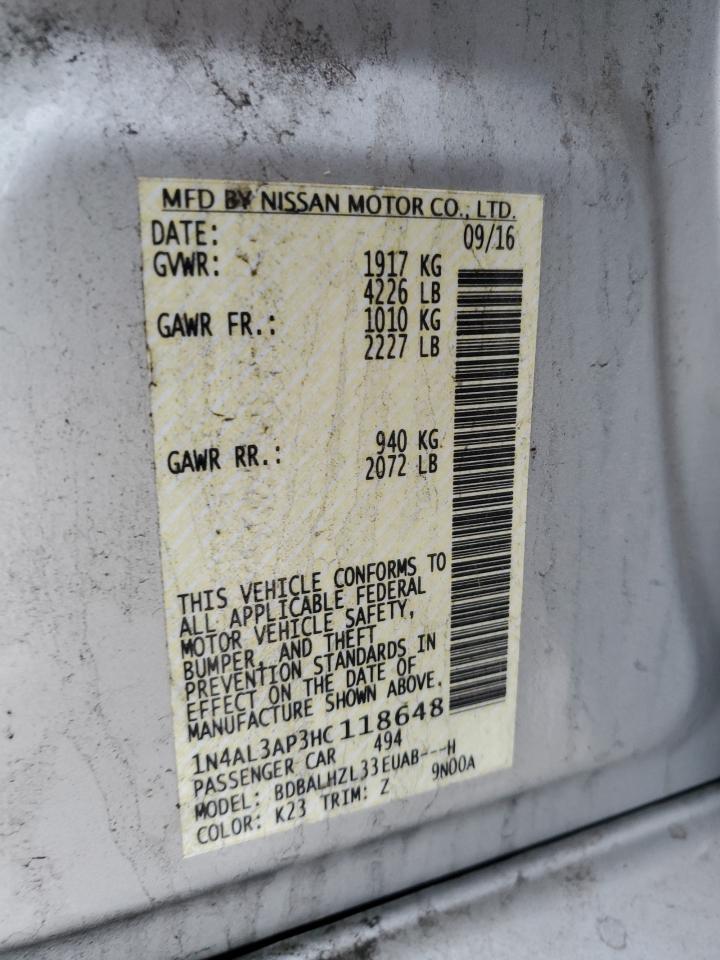 MFD BY NISSAN MOTOR CO., LTD.
DATE: 09/16
GVWR: 1917 KG
4226 LB
GAWR FR.: 1010 KG
2227 LB
GAWR RR.: 940 KG
2072 LB
THIS VEHICLE CONFORMS TO
ALL APPLICABLE FEDERAL
MOTOR VEHICLE SAFETY,
BUMPER, AND THEFT
PREVENTION STANDARDS IN
EFFECT ON THE DATE OF
MANUFACTURE SHOWN ABOVE.
1N4AL3AP3HC118648
PASSENGER CAR 494
MODEL: BDBALHZL33EUAB---H
COLOR: K23 TRIM: Z 9N00A